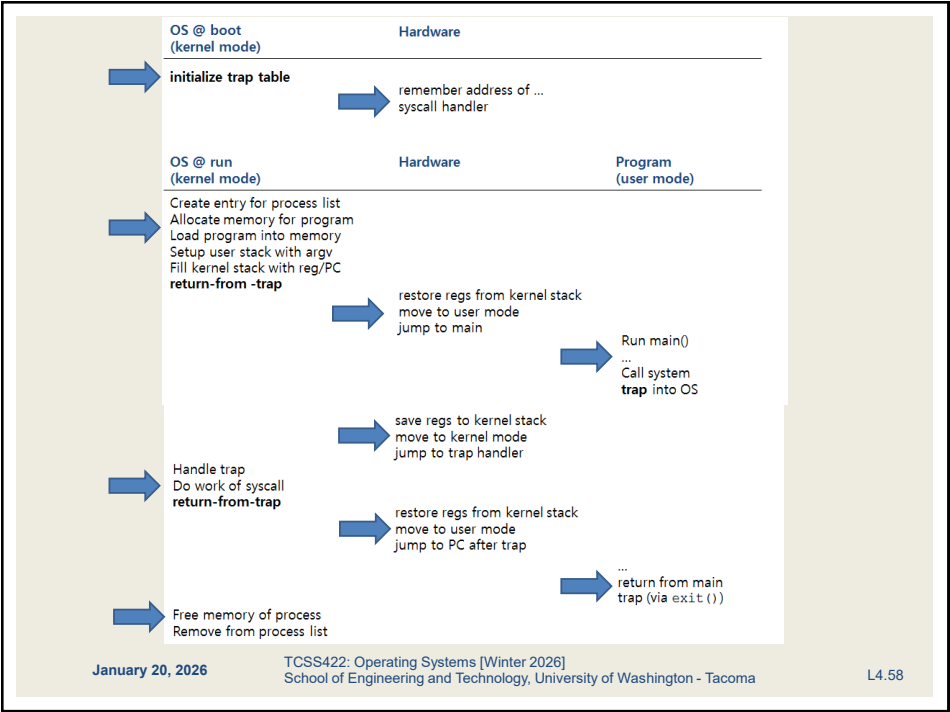 OS @ boot
(kernel mode)
Hardware
initialize trap table
remember address of ...
syscall handler
OS @ run
(kernel mode)
Hardware
Program
(user mode)
Create entry for process list
Allocate memory for program
Load program into memory
Setup user stack with argv
Fill kernel stack with reg/PC
return-from -trap
restore regs from kernel stack
move to user mode
jump to main
Run main()
...
Call system
trap into OS
save regs to kernel stack
move to kernel mode
jump to trap handler
Handle trap
Do work of syscall
return-from-trap
restore regs from kernel stack
move to user mode
jump to PC after trap
...
return from main
trap (via exit())
Free memory of process
Remove from process list
January 20, 2026
TCSS422: Operating Systems [Winter 2026]
School of Engineering and Technology, University of Washington - Tacoma
L4.58